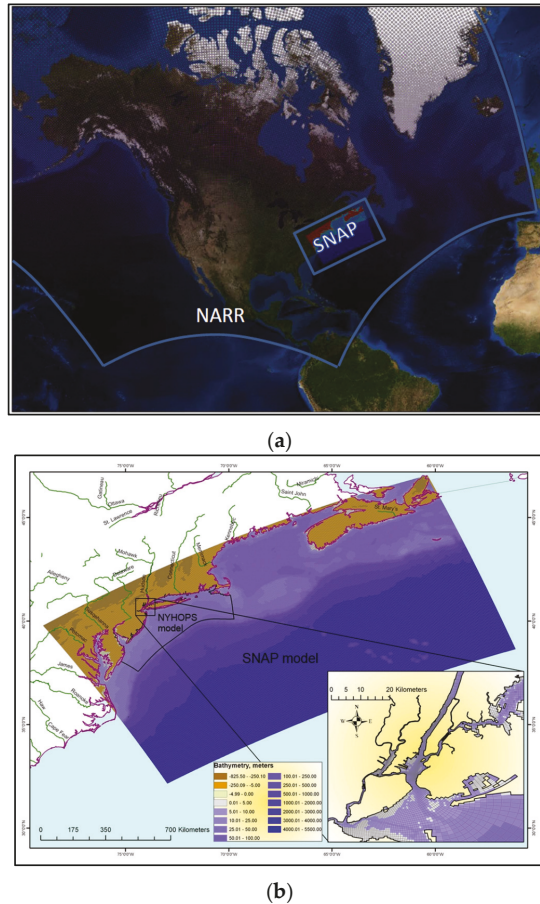 SNAP
NARR
(a)
75°0'0"W 70°0'0"W 65°0'0"W 60°0'0"W
Gatineau
Ottawa
St. Lawrence
Miramichi
Saint John
St. Mary's
Mohawk
Allegheny
Delaware
NYHOPS
model
SNAP model
James
Roanoke
Haw
Cape Fear
0 10 20 Kilometers
N
W E
S
Bathymetry, meters
-825.50 - -250.10
-250.09 - -5.00
-4.99 - 0.00
0.01 - 5.00
5.01 - 10.00
10.01 - 25.00
25.01 - 50.00
50.01 - 100.00
100.01 - 250.00
250.01 - 500.00
500.01 - 1000.00
1000.01 - 2000.00
2000.01 - 3000.00
3000.01 - 4000.00
4000.01 - 5500.00
0 175 350 700 Kilometers
(b)